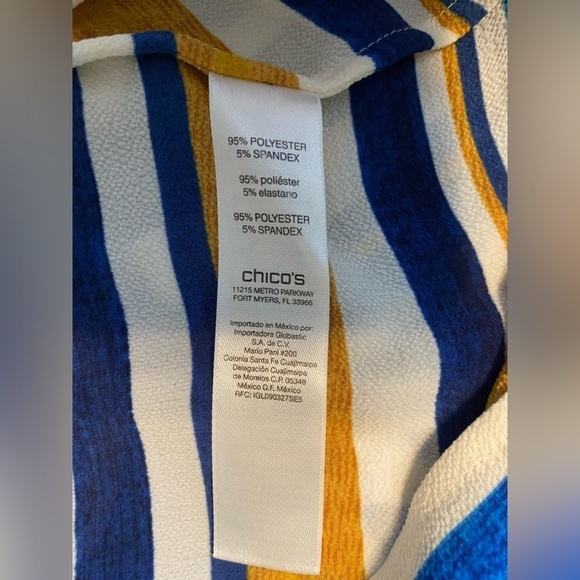 95% POLYESTER
5% SPANDEX
95% poliéster
5% elastano
95% POLYESTER
5% SPANDEX
chico's
11215 METRO PARKWAY
FORT MYERS, FL 33966
Importado en México por:
Importadora Globastic
S.A. de C.V.
Mario Pani #200
Colonia Santa Fe Cuajimalpa
Delegación Cuajimalpa
de Morelos C.P. 05348
México D.F. México
RFC: IGL090327SE5